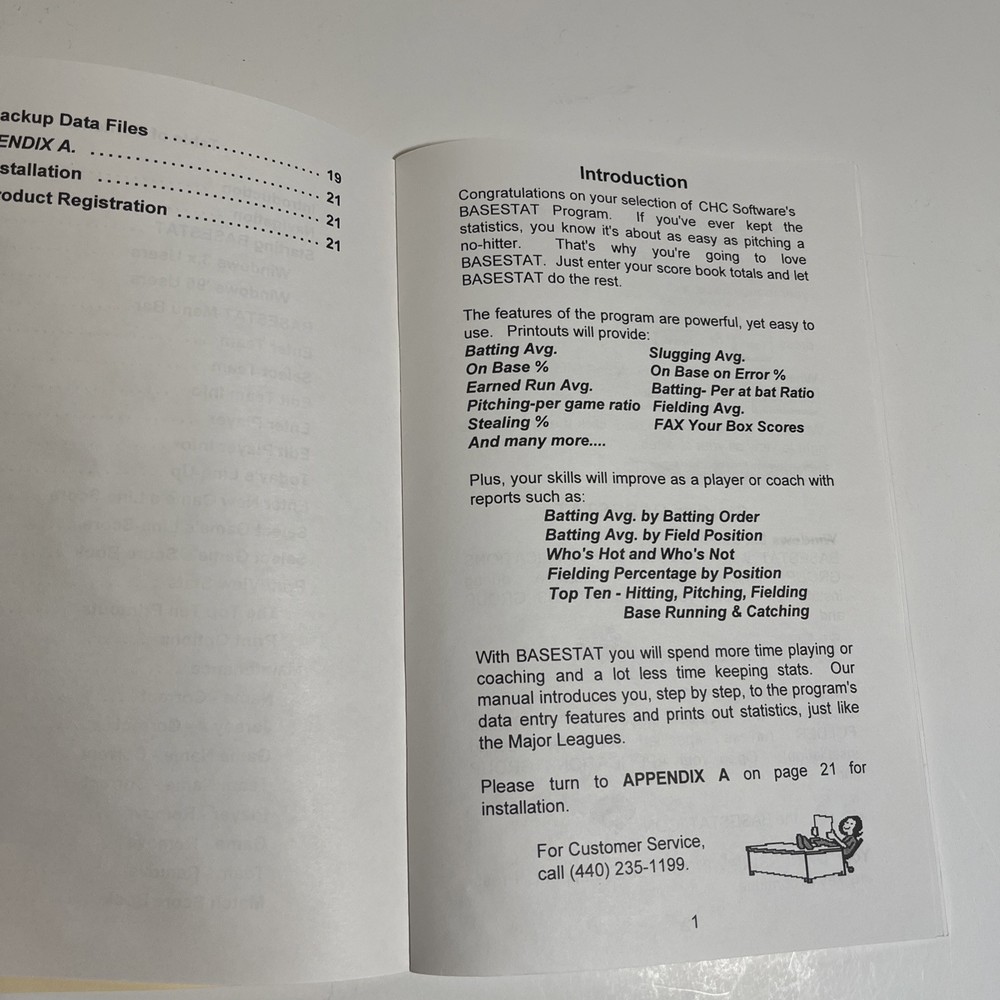 ackup Data Files .................... 19
ENDIX A. .................... 21
stallation .................... 21
roduct Registration .................... 21
Introduction
Congratulations on your selection of CHC Software's
BASESTAT Program. If you've ever kept the
statistics, you know it's about as easy as pitching a
no-hitter. That's why you're going to love
BASESTAT. Just enter your score book totals and let
BASESTAT do the rest.
The features of the program are powerful, yet easy to
use. Printouts will provide:
Batting Avg. Slugging Avg.
On Base % On Base on Error %
Earned Run Avg. Batting- Per at bat Ratio
Pitching-per game ratio Fielding Avg.
Stealing % FAX Your Box Scores
And many more....
Plus, your skills will improve as a player or coach with
reports such as:
Batting Avg. by Batting Order
Batting Avg. by Field Position
Who's Hot and Who's Not
Fielding Percentage by Position
Top Ten - Hitting, Pitching, Fielding
Base Running & Catching
With BASESTAT you will spend more time playing or
coaching and a lot less time keeping stats. Our
manual introduces you, step by step, to the program's
data entry features and prints out statistics, just like
the Major Leagues.
Please turn to APPENDIX A on page 21 for
installation.
For Customer Service,
call (440) 235-1199.
1